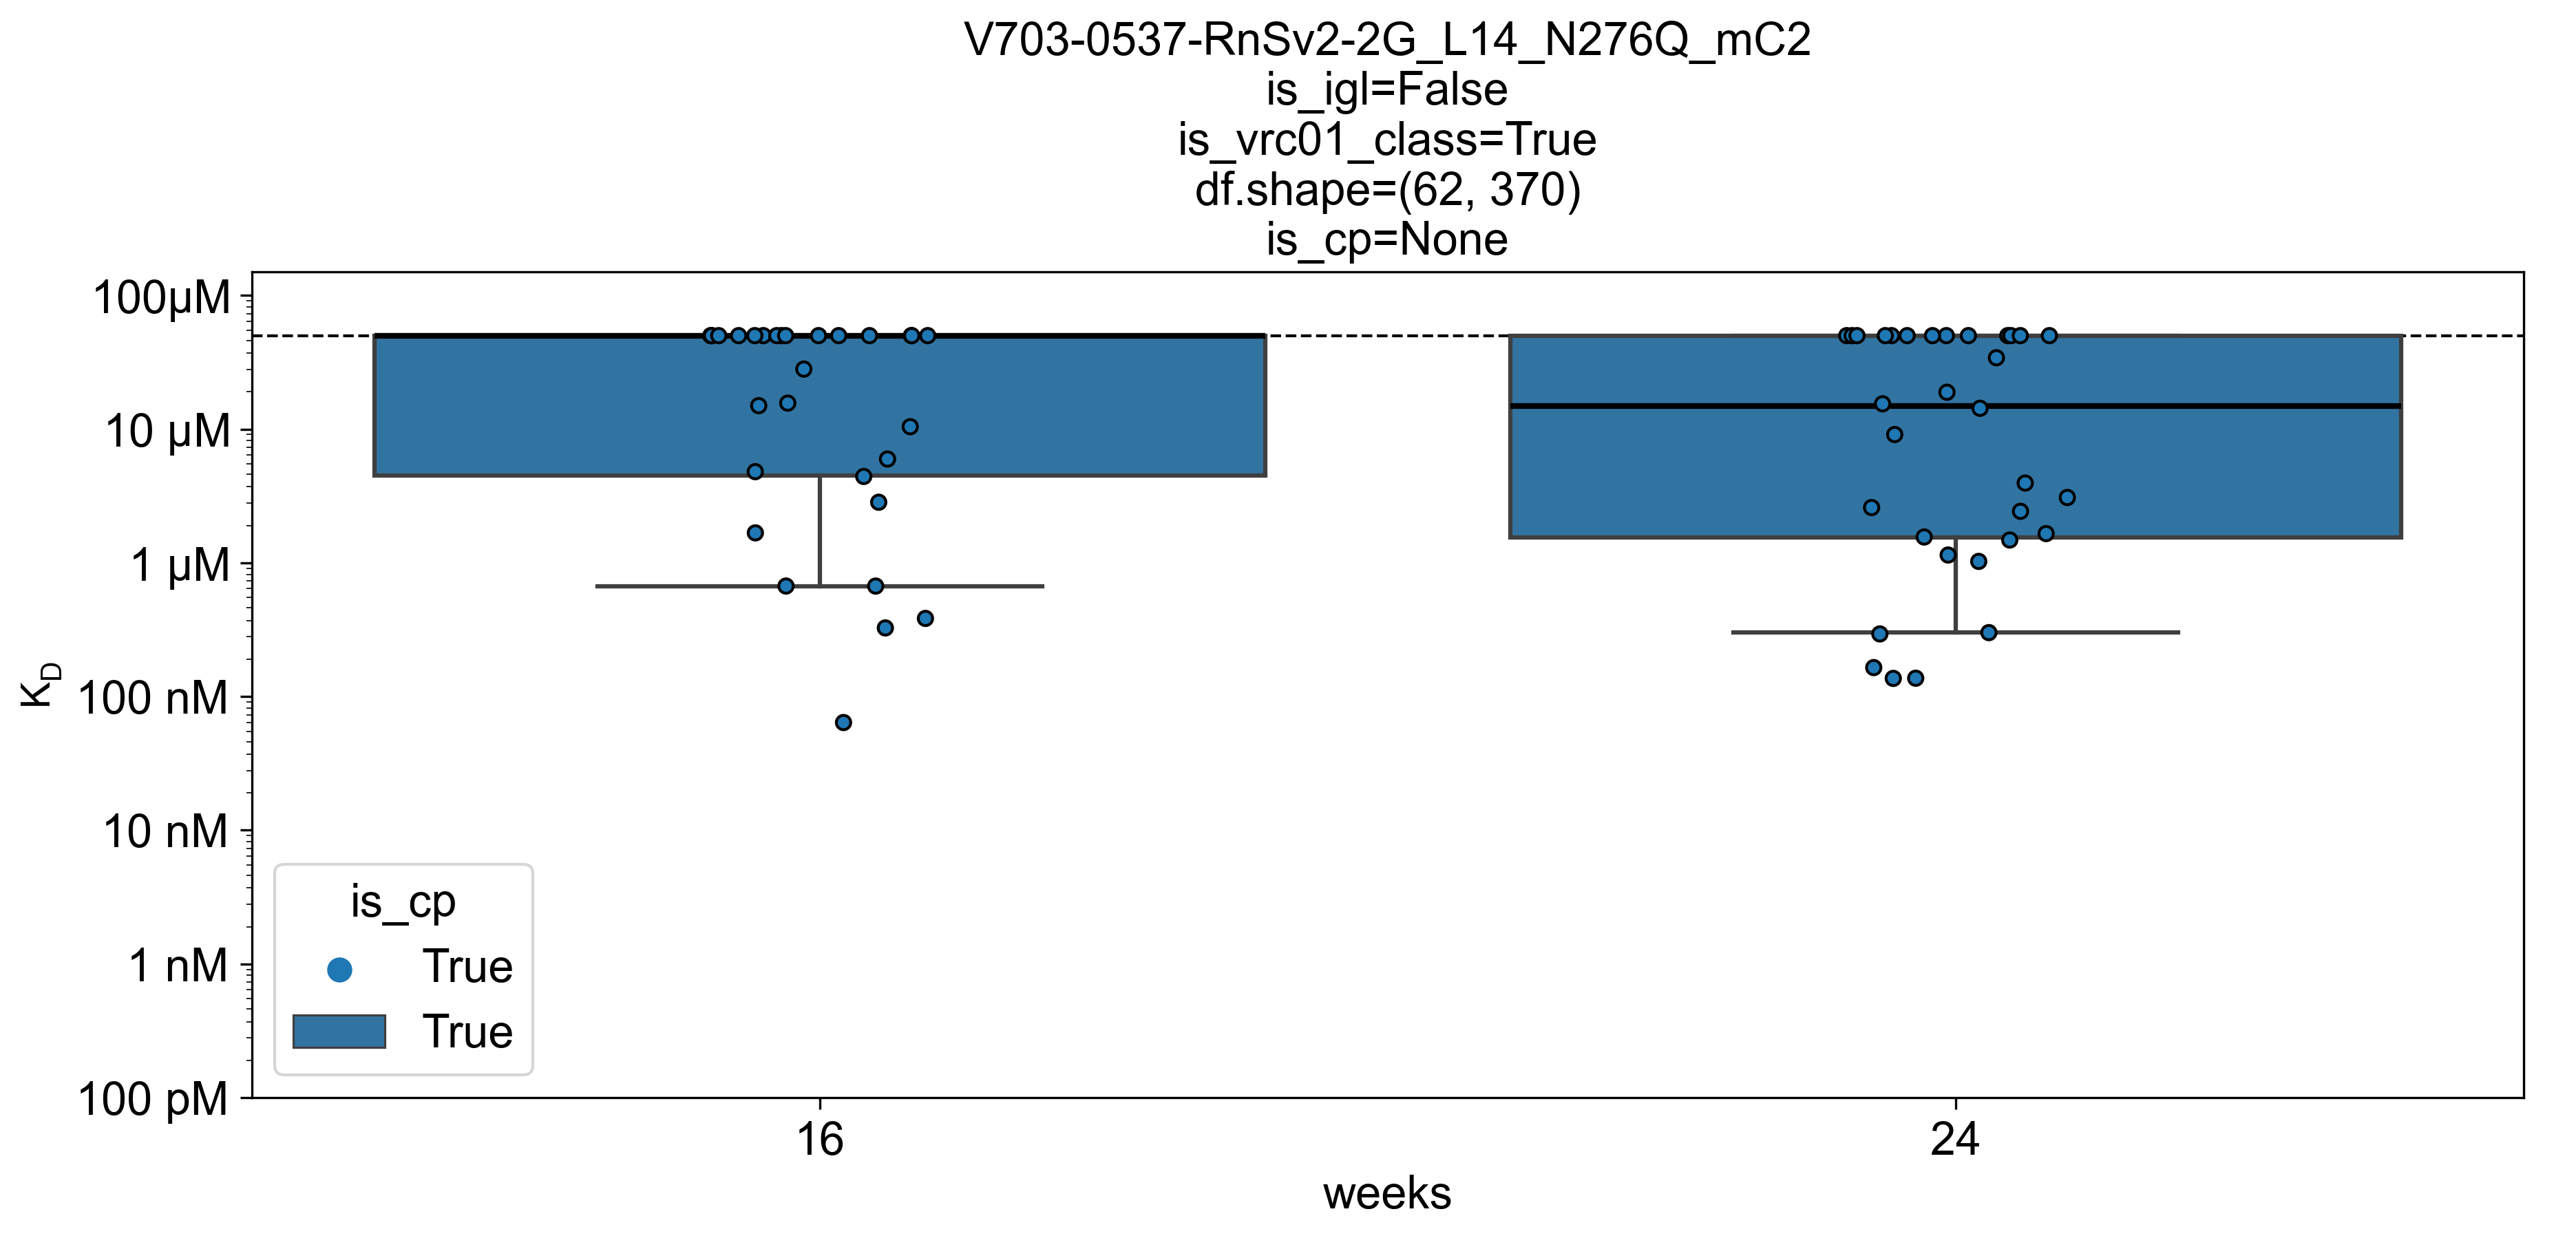 V703-0537-RnSv2-2G_L14_N276Q_mC2
is_igl=False
is_vrc01_class=True
df.shape=(62, 370)
is_cp=None
100µM
10 µM
1 µM
100 nM
10 nM
1 nM
100 pM
K_D
is_cp
True
True
16
24
weeks